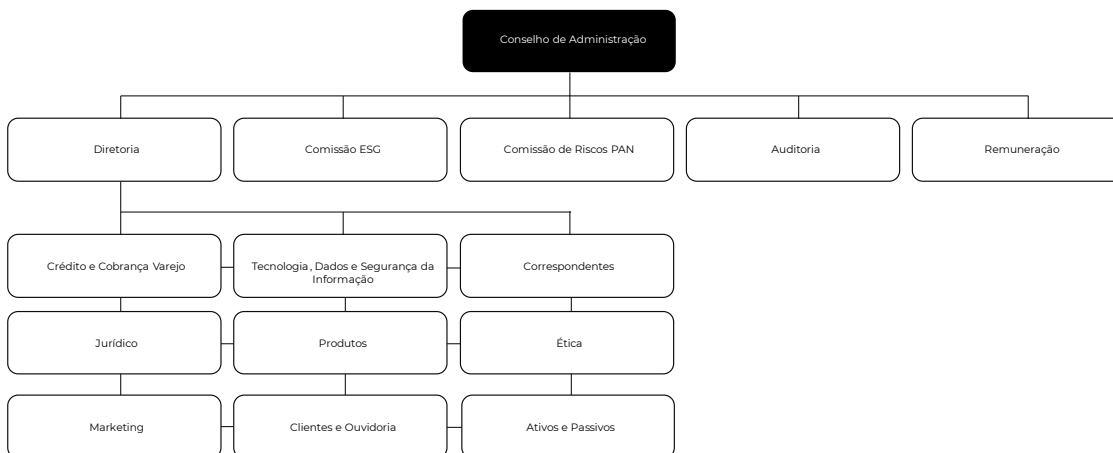 Conselho de Administração
Diretoria
Comissão ESG
Comissão de Riscos PAN
Auditoria
Remuneração
Crédito e Cobrança Varejo
Tecnologia, Dados e Segurança da
Informação
Correspondentes
Jurídico
Produtos
Ética
Marketing
Clientes e Ouvidoria
Ativos e Passivos